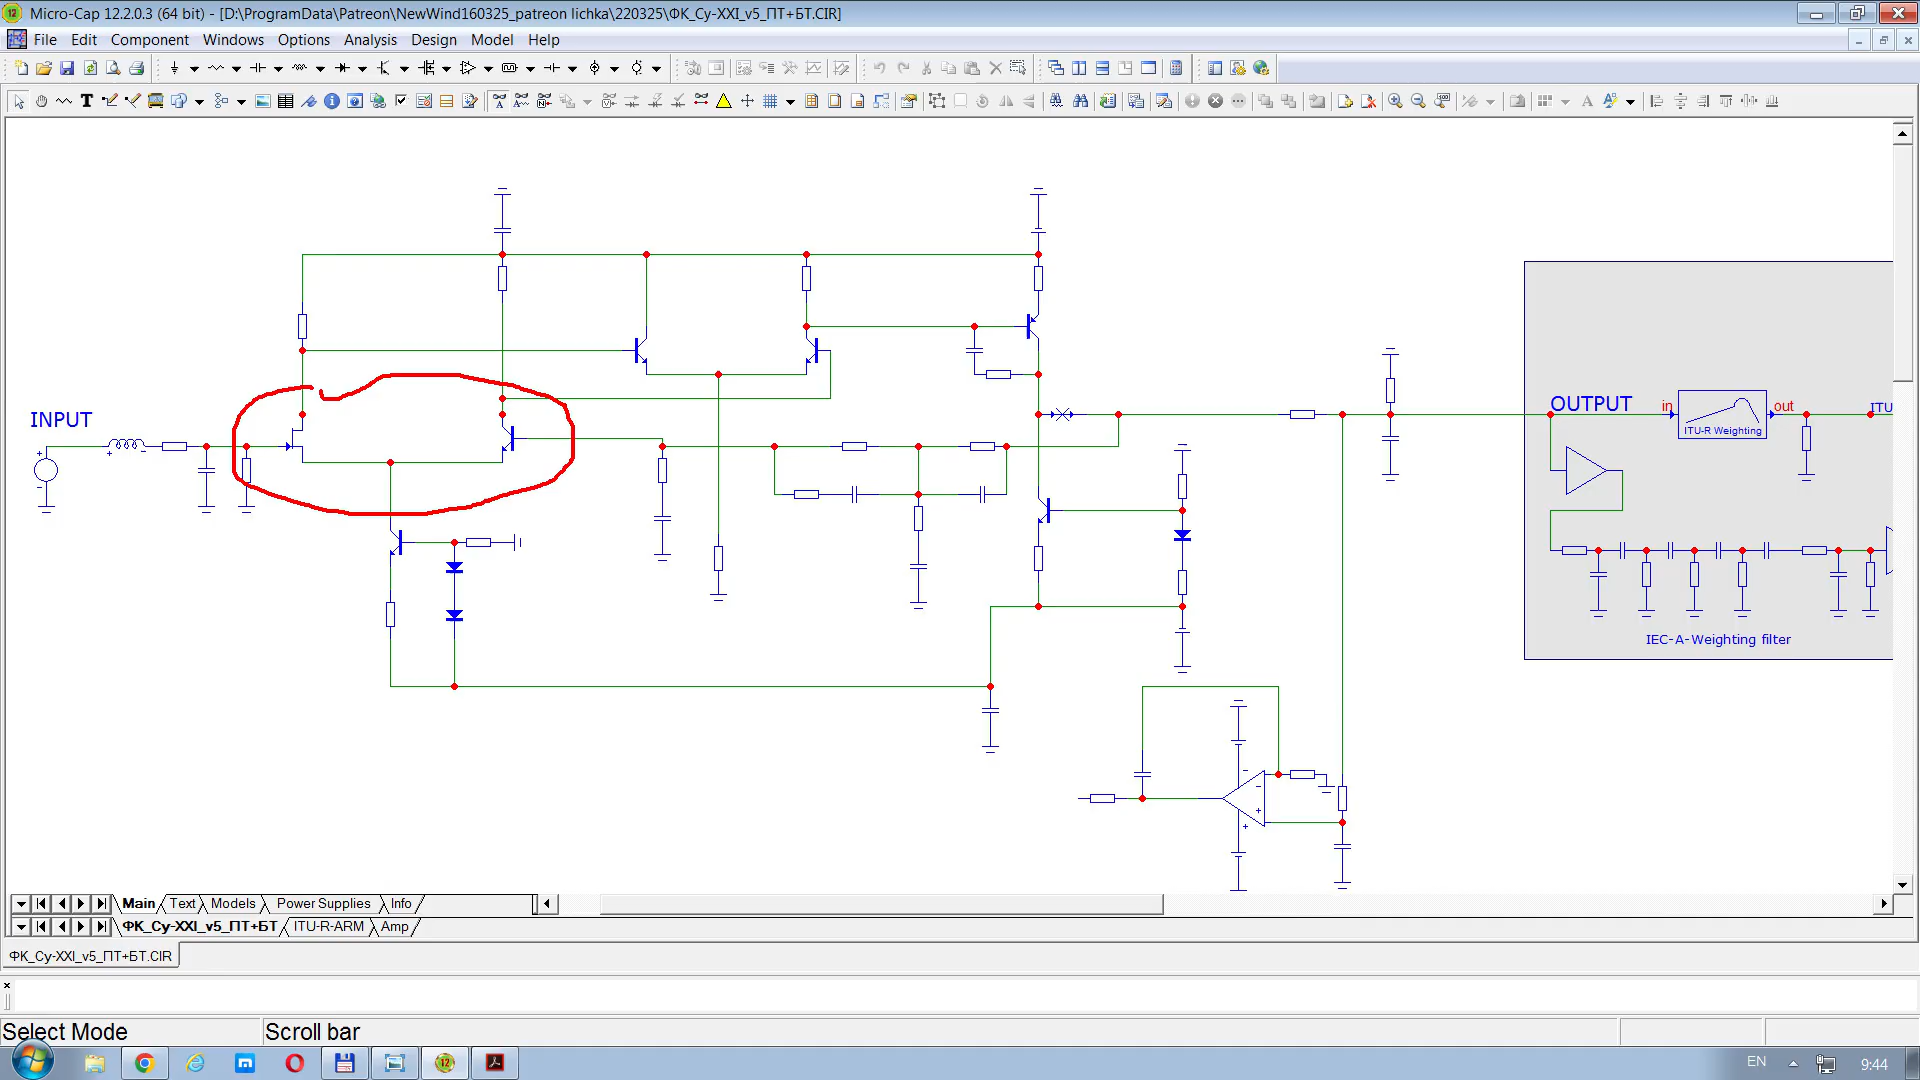 Micro-Cap 12.2.0.3 (64 bit) - [D:\ProgramData\Patreon\NewWind160325_patreon lichka\220325\ФК_Су-XXI_v5_ПТ+БТ.CIR]
File Edit Component Windows Options Analysis Design Model Help
INPUT
OUTPUT
in
out
ITU-R Weighting
ITU
IEC-A-Weighting filter
Main Text Models Power Supplies Info
ФК_Су-XXI_v5_ПТ+БТ ITU-R-ARM Amp
ФК_Су-XXI_v5_ПТ+БТ.CIR
Select Mode
Scroll bar
EN
9:44